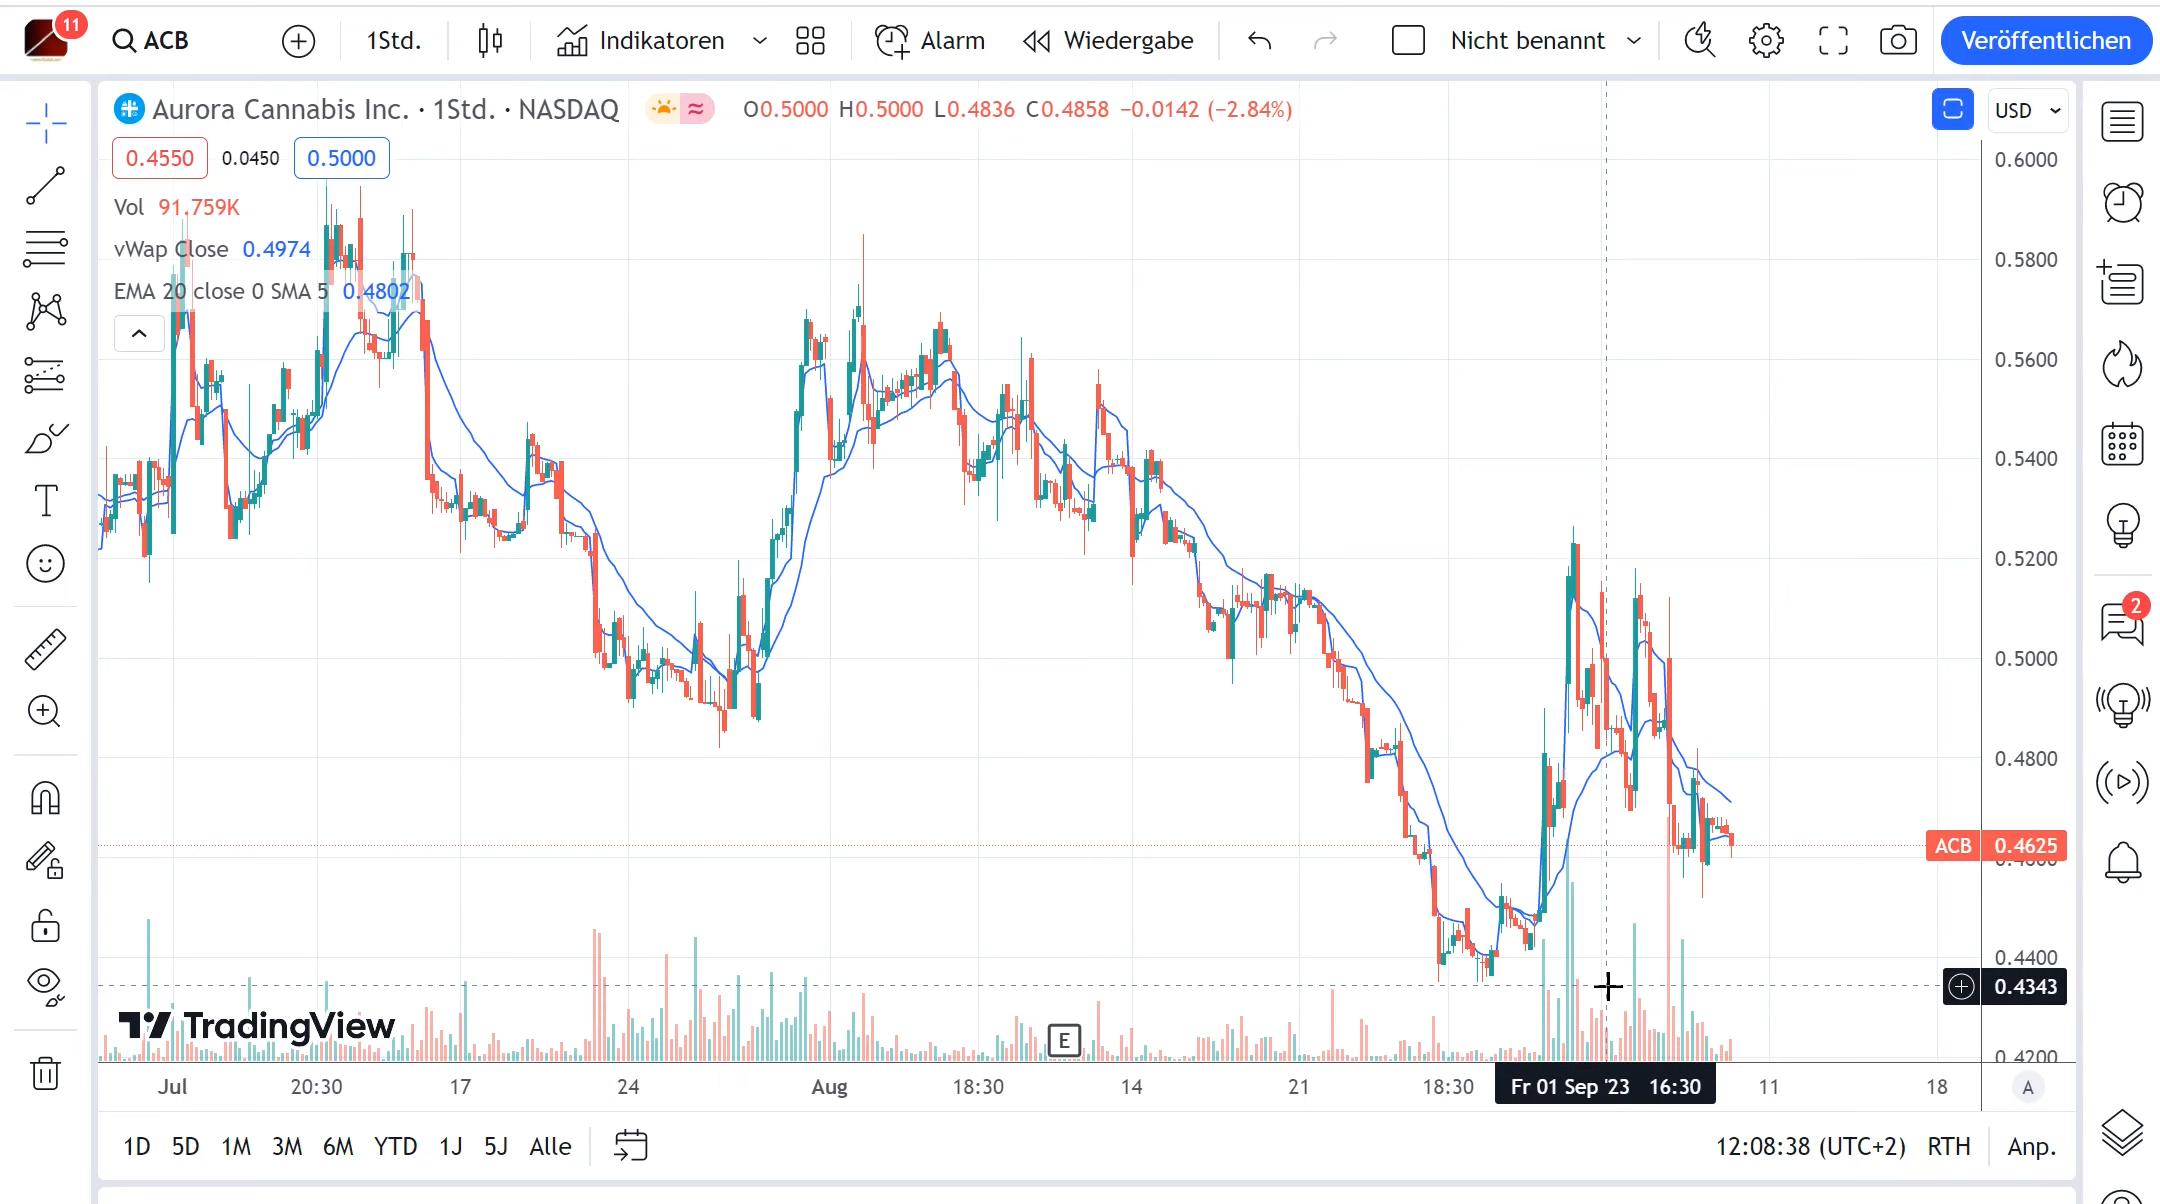 11 ACB 1Std. Indikatoren Alarm Wiedergabe Nicht benannt Veröffentlichen
Aurora Cannabis Inc. · 1Std. · NASDAQ O0.5000 H0.5000 L0.4836 C0.4858 −0.0142 (−2.84%) USD
0.4550 0.0450 0.5000
Vol 91.759K
vWap Close 0.4974
EMA 20 close 0 SMA 5 0.4802
0.6000
0.5800
0.5600
0.5400
0.5200
0.5000
0.4800
ACB 0.4625
0.4600
0.4400
0.4343
0.4200
2
TradingView
E
Jul 20:30 17 24 Aug 18:30 14 21 18:30 Fr 01 Sep '23 16:30 11 18 A
1D 5D 1M 3M 6M YTD 1J 5J Alle 12:08:38 (UTC+2) RTH Anp.